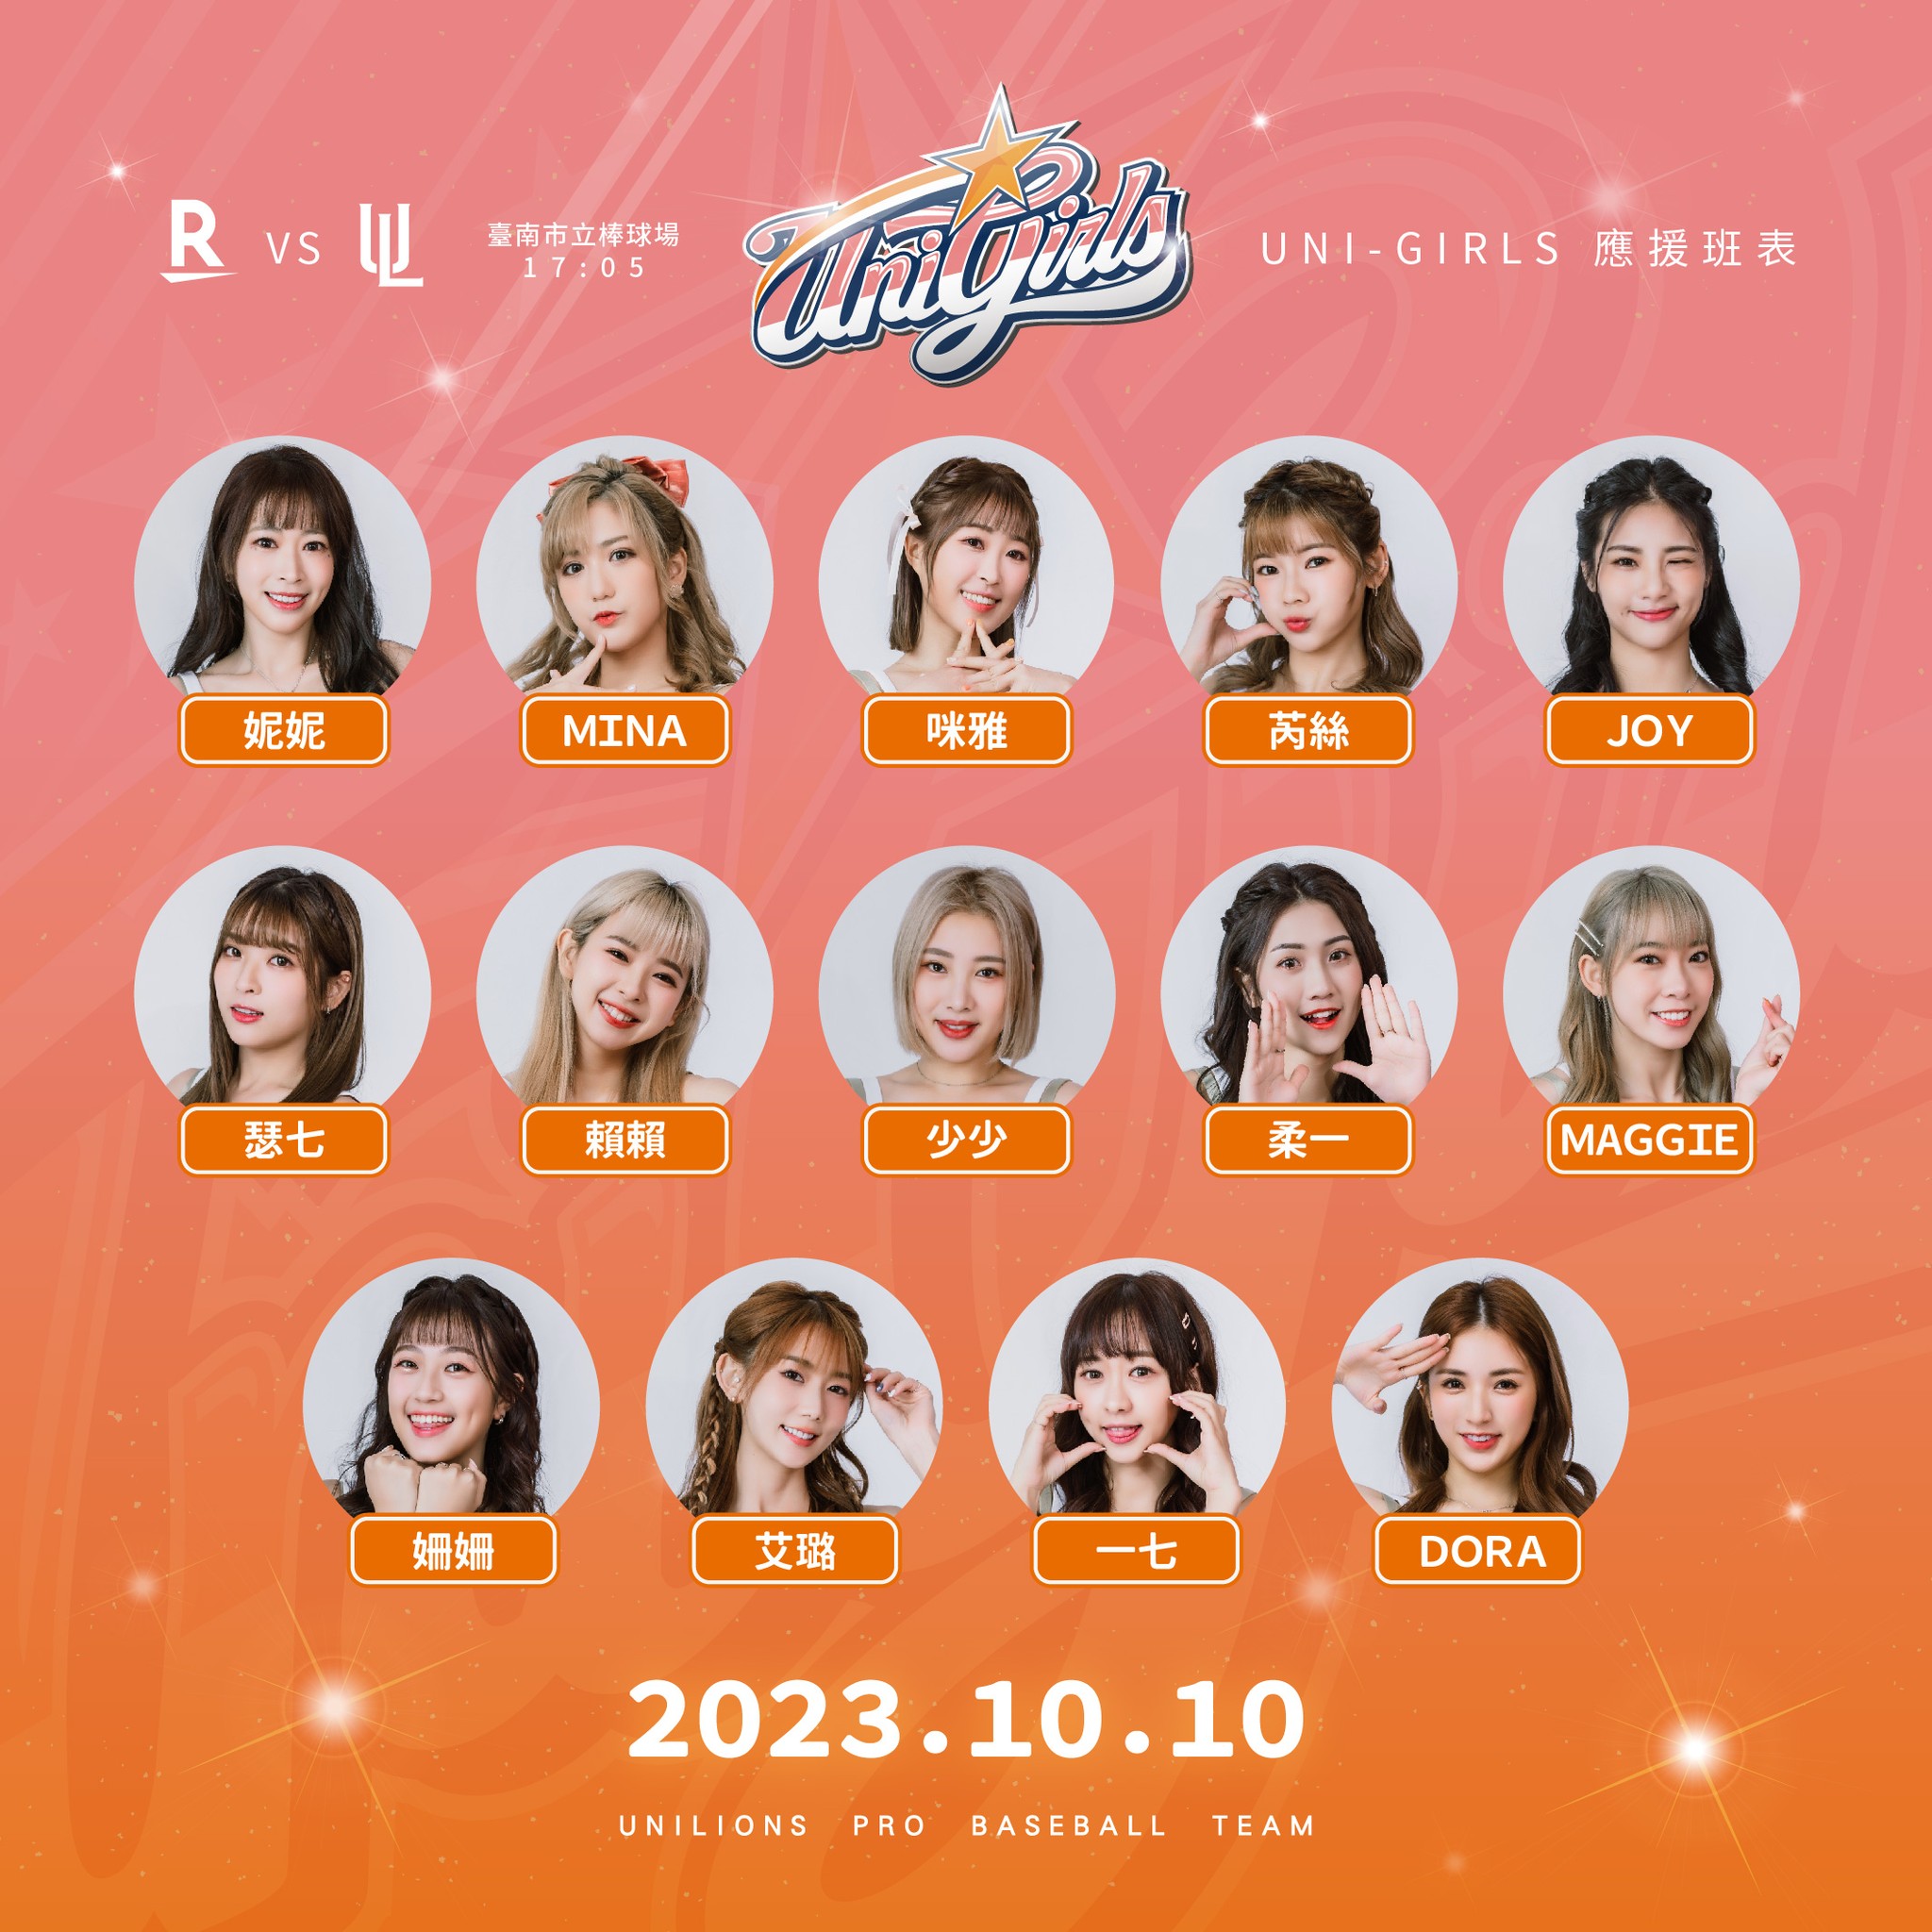 R VS UL
臺南市立棒球場
17:05
UniGirls
UNI-GIRLS 應援班表
妮妮 MINA 咪雅 芮絲 JOY
瑟七 賴賴 少少 柔一 MAGGIE
姍姍 艾璐 一七 DORA
2023.10.10
UNILIONS PRO BASEBALL TEAM